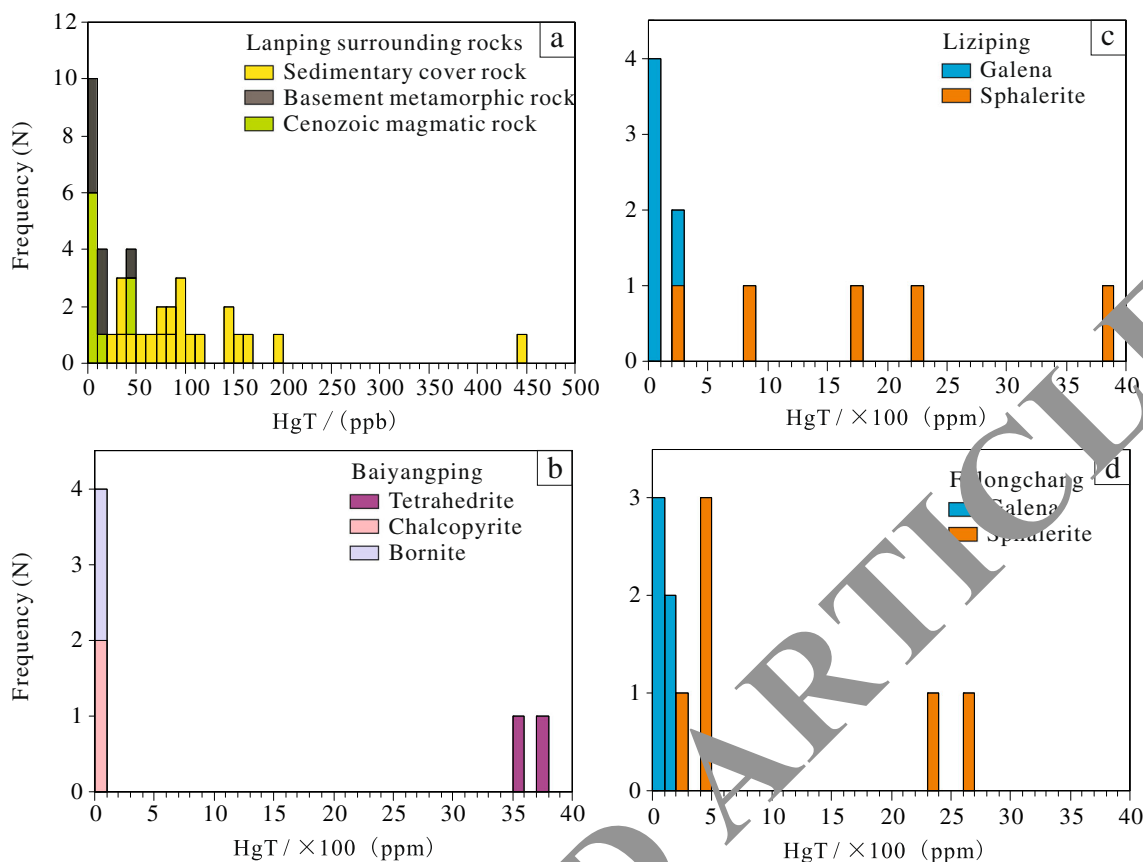 a
Lanping surrounding rocks
Sedimentary cover rock
Basement metamorphic rock
Cenozoic magmatic rock
Frequency (N)
12
10
8
6
4
2
0
0 50 100 150 200 250 300 350 400 450 500
HgT / (ppb)
c
Liziping
Galena
Sphalerite
4
3
2
1
0
0 5 10 15 20 25 30 35 40
HgT / ×100 (ppm)
b
Baiyangping
Tetrahedrite
Chalcopyrite
Bornite
Frequency (N)
4
3
2
1
0
0 5 10 15 20 25 30 35 40
HgT / ×100 (ppm)
d
Galena
Sphalerite
3
2
1
0
0 5 10 15 20 25 30 35 40
HgT / ×100 (ppm)
ARTICLE